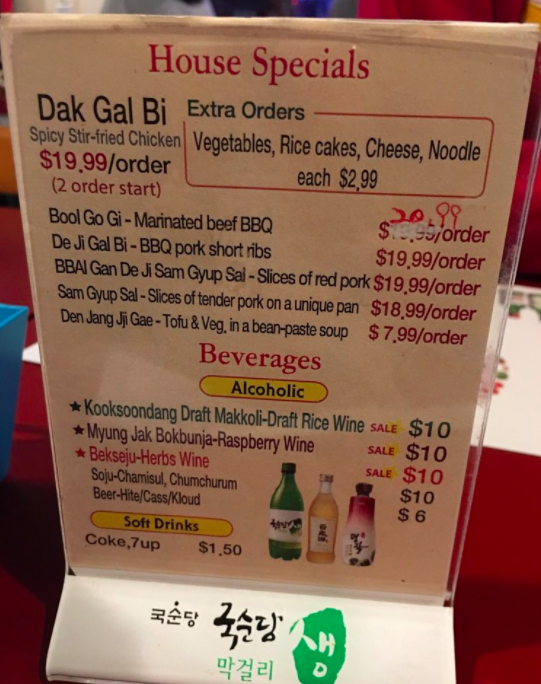 House Specials
Dak Gal Bi
Spicy Stir-fried Chicken
$19.99/order
(2 order start)
Extra Orders
Vegetables, Rice cakes, Cheese, Noodle
each $2.99
Bool Go Gi - Marinated beef BBQ 20.99 $19.99/order
De Ji Gal Bi - BBQ pork short ribs $19.99/order
BBAl Gan De Ji Sam Gyup Sal - Slices of red pork $19.99/order
Sam Gyup Sal - Slices of tender pork on a unique pan $18.99/order
Den Jang Jji Gae - Tofu & Veg. in a bean-paste soup $ 7.99/order
Beverages
Alcoholic
★ Kooksoondang Draft Makkoli-Draft Rice Wine SALE $10
★ Myung Jak Bokbunja-Raspberry Wine SALE $10
★ Bekseju-Herbs Wine SALE $10
Soju-Chamisul, Chumchurum $10
Beer-Hite/Cass/Kloud $ 6
Soft Drinks
Coke,7up $1.50
국순당 국순당 생
막걸리